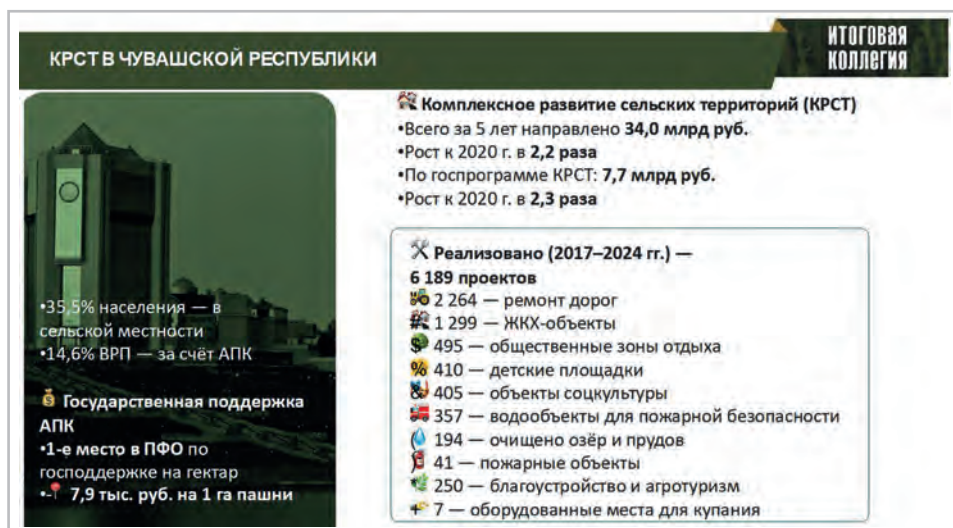 КРСТ В ЧУВАШСКОЙ РЕСПУБЛИКИ
ИТОГОВАЯ
КОЛЛЕГИЯ
•35,5% населения — в
сельской местности
•14,6% ВРП — за счёт АПК
Государственная поддержка
АПК
•1-е место в ПФО по
господдержке на гектар
•- 7,9 тыс. руб. на 1 га пашни
Комплексное развитие сельских территорий (КРСТ)
•Всего за 5 лет направлено 34,0 млрд руб.
•Рост к 2020 г. в 2,2 раза
•По госпрограмме КРСТ: 7,7 млрд руб.
•Рост к 2020 г. в 2,3 раза
Реализовано (2017–2024 гг.) —
6 189 проектов
2 264 — ремонт дорог
1 299 — ЖКХ-объекты
495 — общественные зоны отдыха
410 — детские площадки
405 — объекты соцкультуры
357 — водообъекты для пожарной безопасности
194 — очищено озёр и прудов
41 — пожарные объекты
250 — благоустройство и агротуризм
7 — оборудованные места для купания